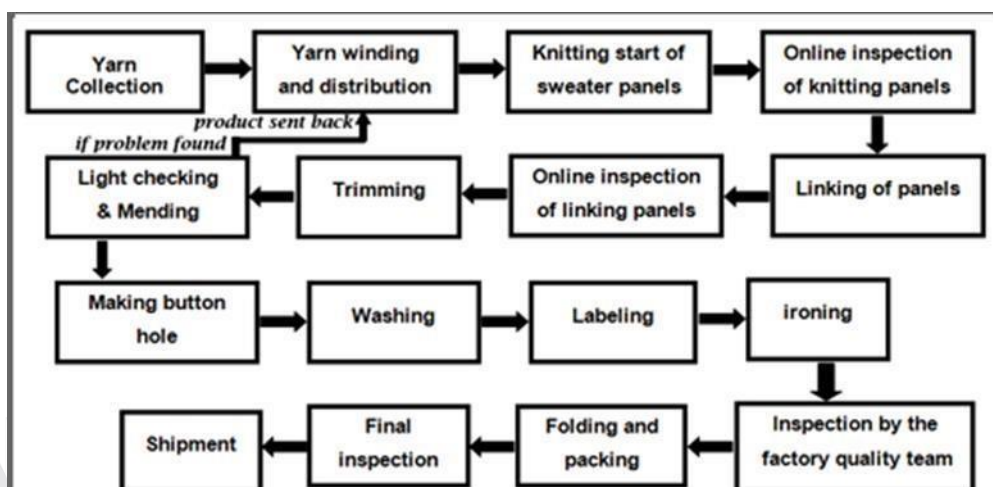 Yarn
Collection
Yarn winding
and distribution
Knitting start of
sweater panels
Online inspection
of knitting panels
product sent back
if problem found
Light checking
& Mending
Trimming
Online inspection
of linking panels
Linking of panels
Making button
hole
Washing
Labeling
ironing
Shipment
Final
inspection
Folding and
packing
Inspection by the
factory quality team